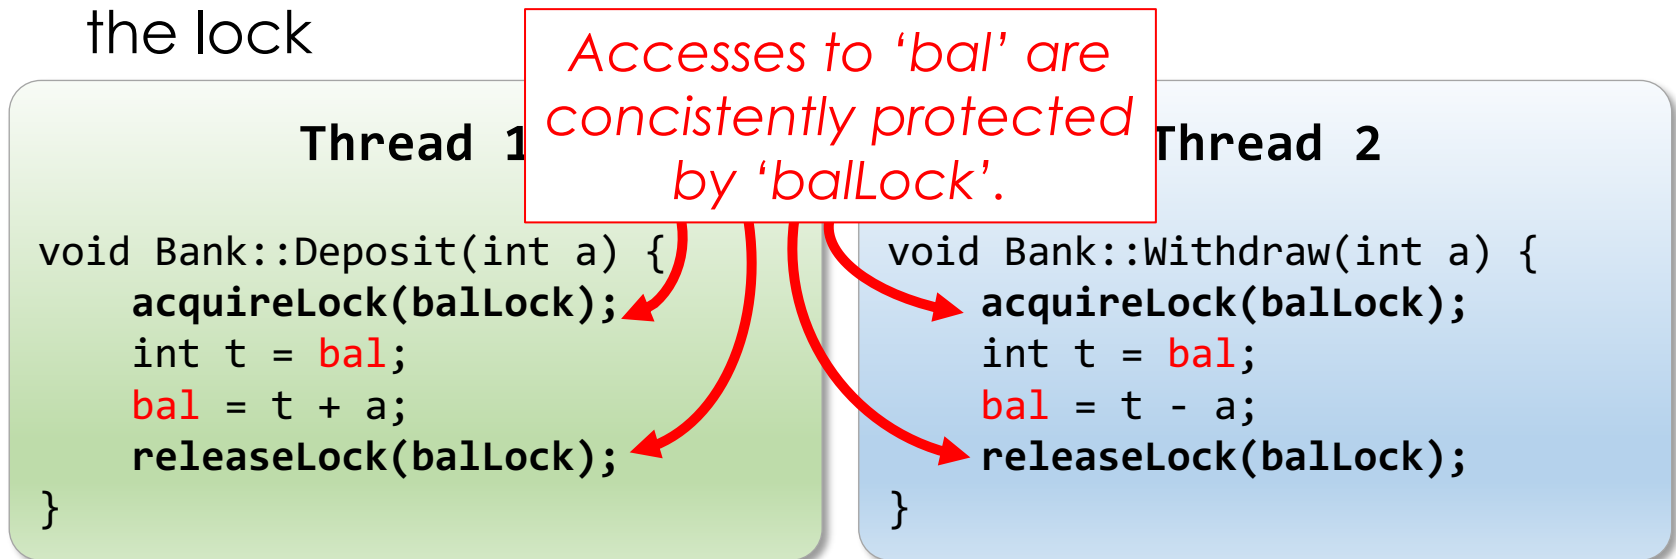 the lock
Accesses to ‘bal’ are
concistently protected
by ‘balLock’.
Thread 1
void Bank::Deposit(int a) {
acquireLock(balLock);
int t = bal;
bal = t + a;
releaseLock(balLock);
}
Thread 2
void Bank::Withdraw(int a) {
acquireLock(balLock);
int t = bal;
bal = t - a;
releaseLock(balLock);
}